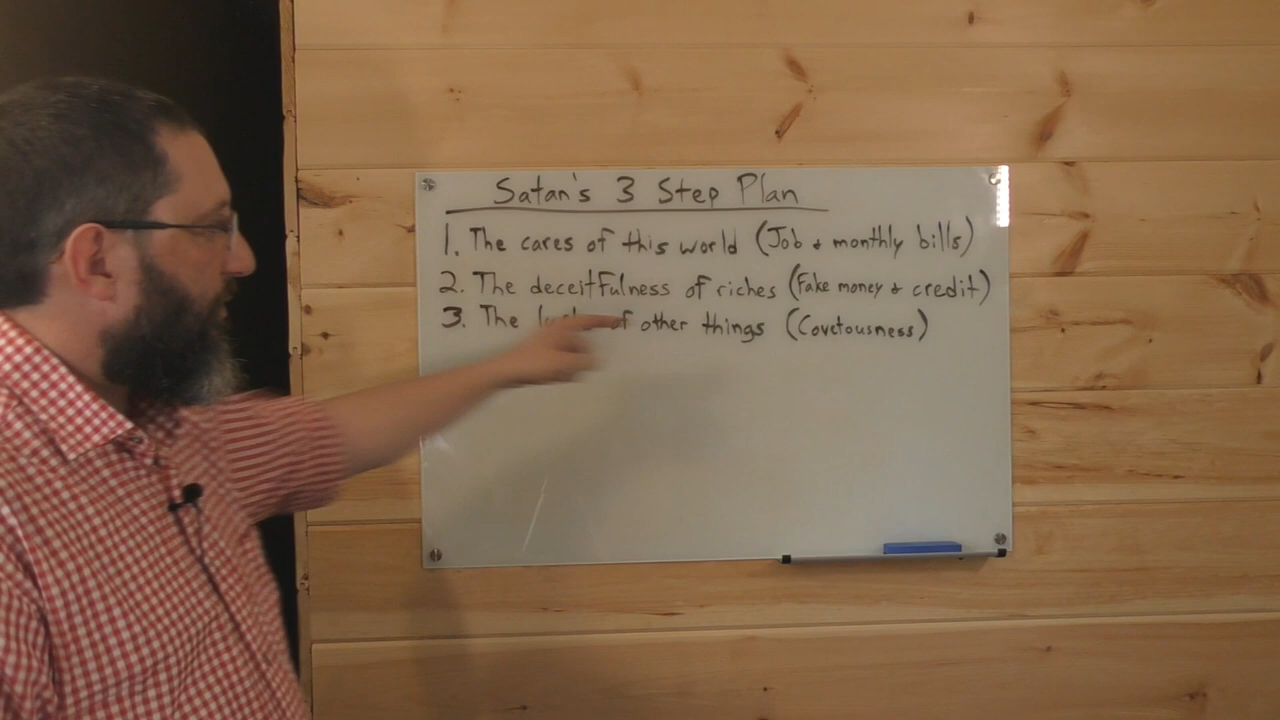 Satan's 3 Step Plan
1. The cares of this world (Job & monthly bills)
2. The deceitfulness of riches (Fake money & credit)
3. The of other things (Covetousness)